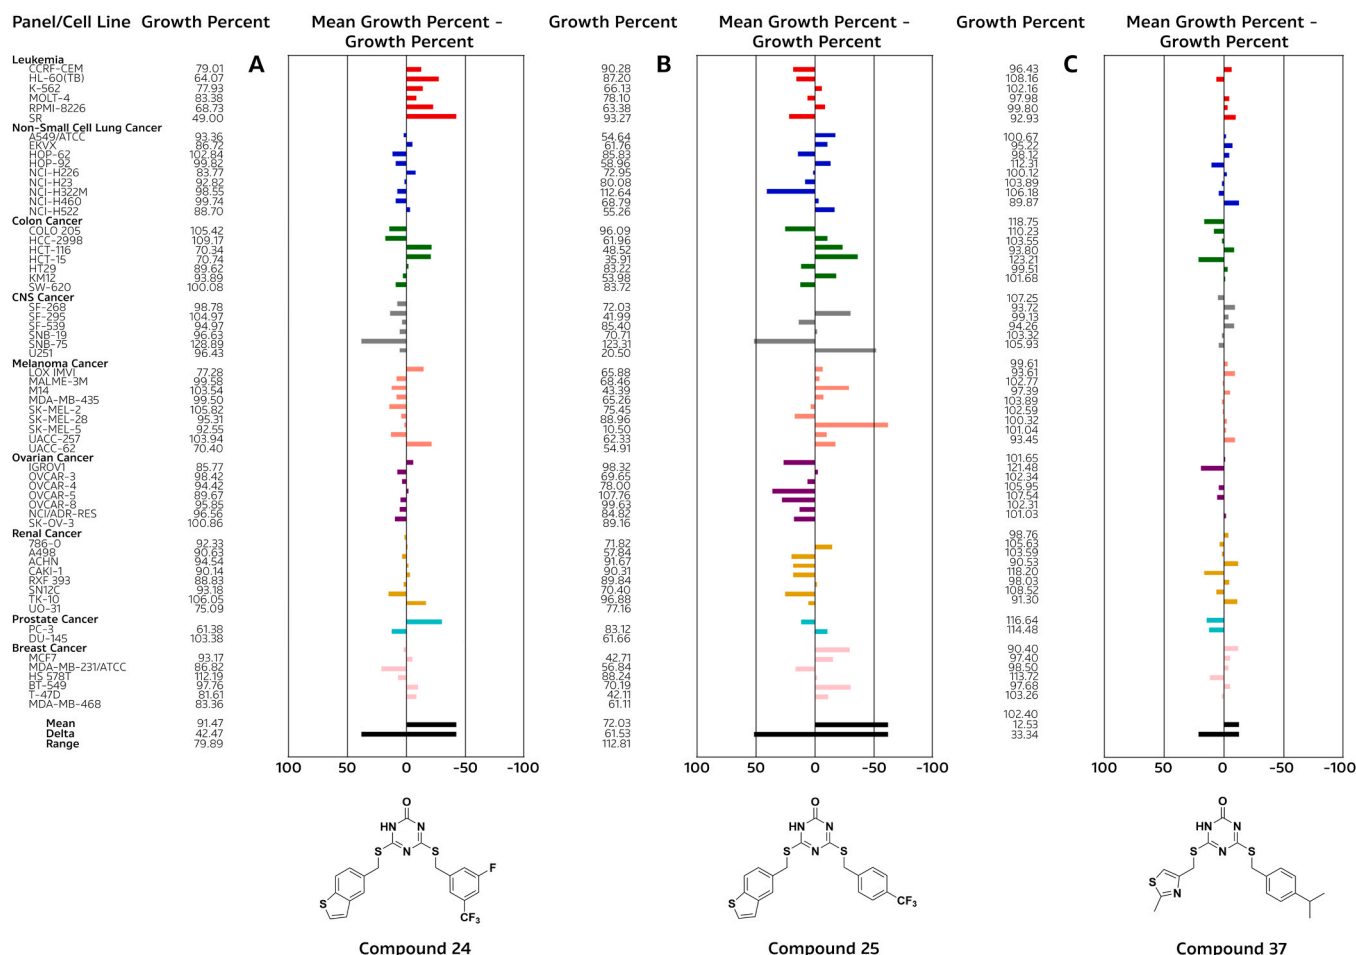 Panel/Cell Line Growth Percent Mean Growth Percent - Growth Percent Mean Growth Percent - Growth Percent Mean Growth Percent -
Growth Percent Growth Percent Growth Percent
A B C
Leukemia
CCRF-CEM 79.01 90.28 96.43
HL-60(TB) 64.07 87.20 108.16
K-562 77.93 66.13 102.16
MOLT-4 83.38 78.10 97.98
RPMI-8226 68.73 63.38 99.80
SR 49.00 93.27 92.93
Non-Small Cell Lung Cancer
A549/ATCC 93.36 54.64 100.67
EKVX 86.72 61.76 95.22
HOP-62 102.84 85.83 98.12
HOP-92 99.82 58.96 112.31
NCI-H226 83.77 72.95 100.12
NCI-H23 92.82 80.08 103.89
NCI-H322M 98.55 112.64 106.18
NCI-H460 99.74 68.79 89.87
NCI-H522 88.70 55.26
Colon Cancer
COLO 205 105.42 96.09 118.75
HCC-2998 109.17 61.96 110.23
HCT-116 70.34 48.52 103.55
HCT-15 70.74 35.91 93.80
HT29 89.62 83.22 123.21
KM12 93.89 53.98 99.51
SW-620 100.08 83.72 101.68
CNS Cancer
SF-268 98.78 72.03 107.25
SF-295 104.97 41.99 93.72
SF-539 94.97 85.40 99.13
SNB-19 96.63 70.71 94.26
SNB-75 128.89 123.31 103.32
U251 96.43 20.50 105.93
Melanoma Cancer
LOX IMVI 77.28 65.88 99.61
MALME-3M 99.58 68.46 93.61
M14 103.54 43.39 102.77
MDA-MB-435 99.50 65.26 97.39
SK-MEL-2 105.82 75.45 103.89
SK-MEL-28 95.31 88.96 102.59
SK-MEL-5 92.55 10.50 100.32
UACC-257 103.94 62.33 101.04
UACC-62 70.40 54.91 93.45
Ovarian Cancer
IGROV1 85.77 98.32 101.65
OVCAR-3 98.42 69.65 121.48
OVCAR-4 94.42 78.00 102.34
OVCAR-5 89.67 107.76 105.95
OVCAR-8 95.85 99.63 107.54
NCI/ADR-RES 96.56 84.82 102.31
SK-OV-3 100.86 89.16 101.03
Renal Cancer
786-0 92.33 71.82 98.76
A498 90.63 57.84 105.63
ACHN 94.54 91.67 103.59
CAKI-1 90.14 90.31 90.53
RXF 393 88.83 89.84 118.20
SN12C 93.18 70.40 98.03
TK-10 106.05 96.88 108.52
UO-31 75.09 77.16 91.30
Prostate Cancer
PC-3 61.38 83.12 116.64
DU-145 103.38 61.66 114.48
Breast Cancer
MCF7 93.17 42.71 90.40
MDA-MB-231/ATCC 86.82 56.84 97.40
HS 578T 112.19 88.24 98.50
BT-549 97.76 70.19 113.72
T-47D 81.61 42.11 97.68
MDA-MB-468 83.36 61.11 103.26
Mean 91.47 72.03 102.40
Delta 42.47 61.53 12.53
Range 79.89 112.81 33.34
100 50 0 -50 -100 100 50 0 -50 -100 100 50 0 -50 -100
O O O
HN N HN N HN N
S N S S N S S N S
F
S CF3 S CF3 S N
Compound 24 Compound 25 Compound 37